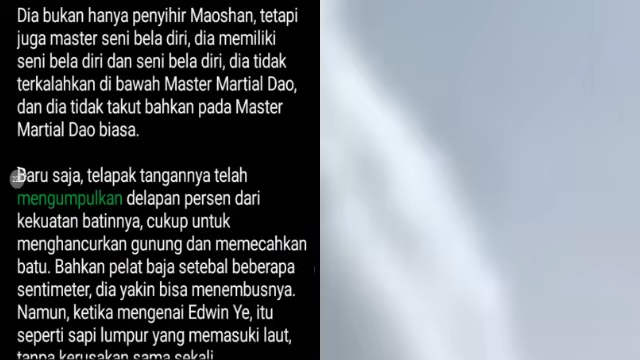 Dia bukan hanya penyihir Maoshan, tetapi
juga master seni bela diri, dia memiliki
seni bela diri dan seni bela diri, dia tidak
terkalahkan di bawah Master Martial Dao,
dan dia tidak takut bahkan pada Master
Martial Dao biasa.
Baru saja, telapak tangannya telah
mengumpulkan delapan persen dari
kekuatan batinnya, cukup untuk
menghancurkan gunung dan memecahkan
batu. Bahkan pelat baja setebal beberapa
sentimeter, dia yakin bisa menembusnya.
Namun, ketika mengenai Edwin Ye, itu
seperti sapi lumpur yang memasuki laut,
tanpa kerusakan sama sekali